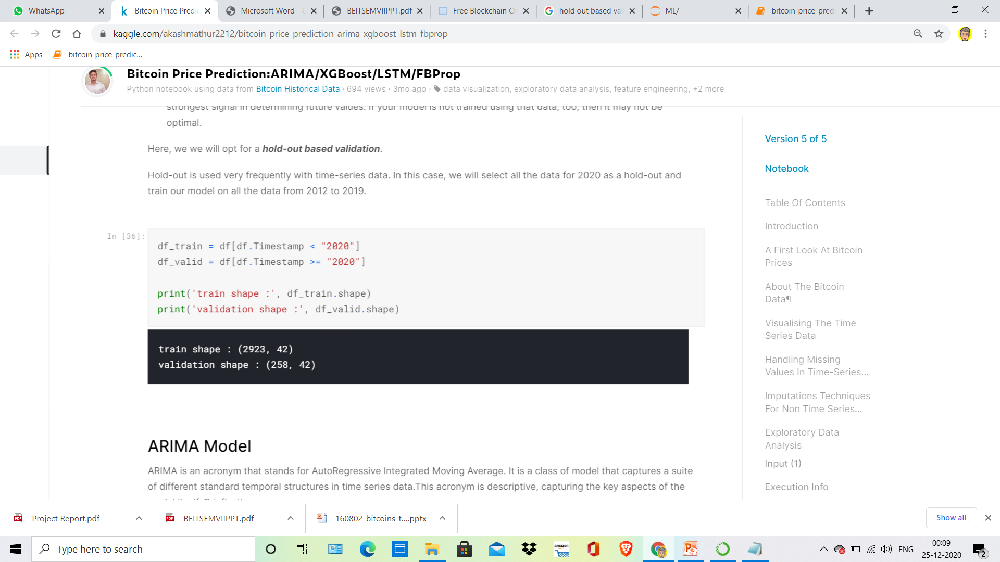 WhatsApp
Bitcoin Price Predic
Microsoft Word -
BEITSEMVIIPPT.pdf
Free Blockchain Cr
hold out based val
ML/
bitcoin-price-pred
kaggle.com/akashmathur2212/bitcoin-price-prediction-arima-xgboost-lstm-fbprop
Apps
bitcoin-price-predic...
Bitcoin Price Prediction:ARIMA/XGBoost/LSTM/FBProp
Python notebook using data from Bitcoin Historical Data · 694 views · 3mo ago · data visualization, exploratory data analysis, feature engineering, +2 more
strongest signal in determining future values. If your model is not trained using that data, too, then it may not be
optimal.
Here, we we will opt for a hold-out based validation.
Hold-out is used very frequently with time-series data. In this case, we will select all the data for 2020 as a hold-out and
train our model on all the data from 2012 to 2019.
In [36]:
df_train = df[df.Timestamp < "2020"]
df_valid = df[df.Timestamp >= "2020"]
print('train shape :', df_train.shape)
print('validation shape :', df_valid.shape)
train shape : (2923, 42)
validation shape : (258, 42)
ARIMA Model
ARIMA is an acronym that stands for AutoRegressive Integrated Moving Average. It is a class of model that captures a suite
of different standard temporal structures in time series data.This acronym is descriptive, capturing the key aspects of the
Version 5 of 5
Notebook
Table Of Contents
Introduction
A First Look At Bitcoin
Prices
About The Bitcoin
Data¶
Visualising The Time
Series Data
Handling Missing
Values In Time-Series...
Imputations Techniques
For Non Time Series...
Exploratory Data
Analysis
Input (1)
Execution Info
Project Report.pdf
BEITSEMVIIPPT.pdf
160802-bitcoins-t....pptx
Show all
Type here to search
amazon
ENG
00:09
25-12-2020
2